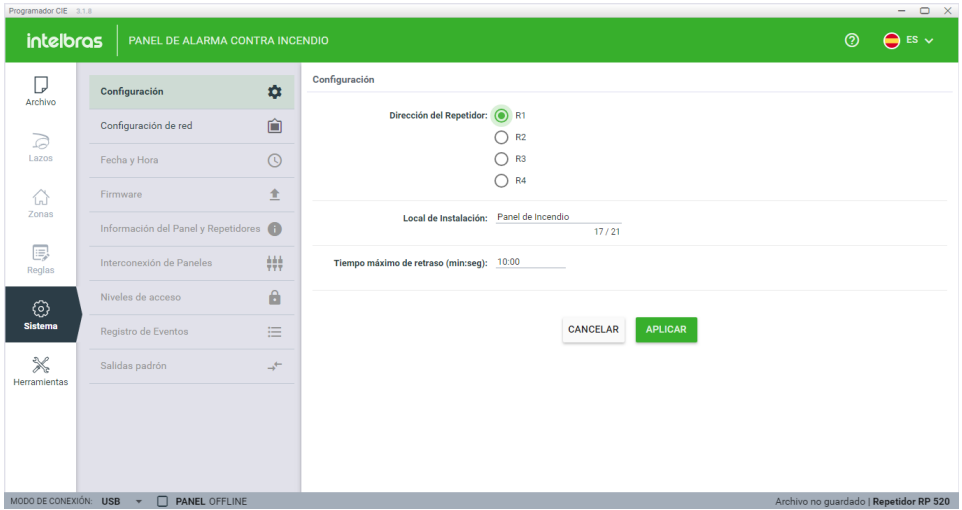 Programador CIE 3.1.8
intelbras PANEL DE ALARMA CONTRA INCENDIO ES
Archivo
Lazos
Zonas
Reglas
Sistema
Herramientas
Configuración
Configuración de red
Fecha y Hora
Firmware
Información del Panel y Repetidores
Interconexión de Paneles
Niveles de acceso
Registro de Eventos
Salidas padrón
Configuración
Dirección del Repetidor: R1
R2
R3
R4
Local de Instalación: Panel de Incendio
17 / 21
Tiempo máximo de retraso (min:seg): 10:00
CANCELAR APLICAR
MODO DE CONEXIÓN: USB PANEL OFFLINE Archivo no guardado | Repetidor RP 520